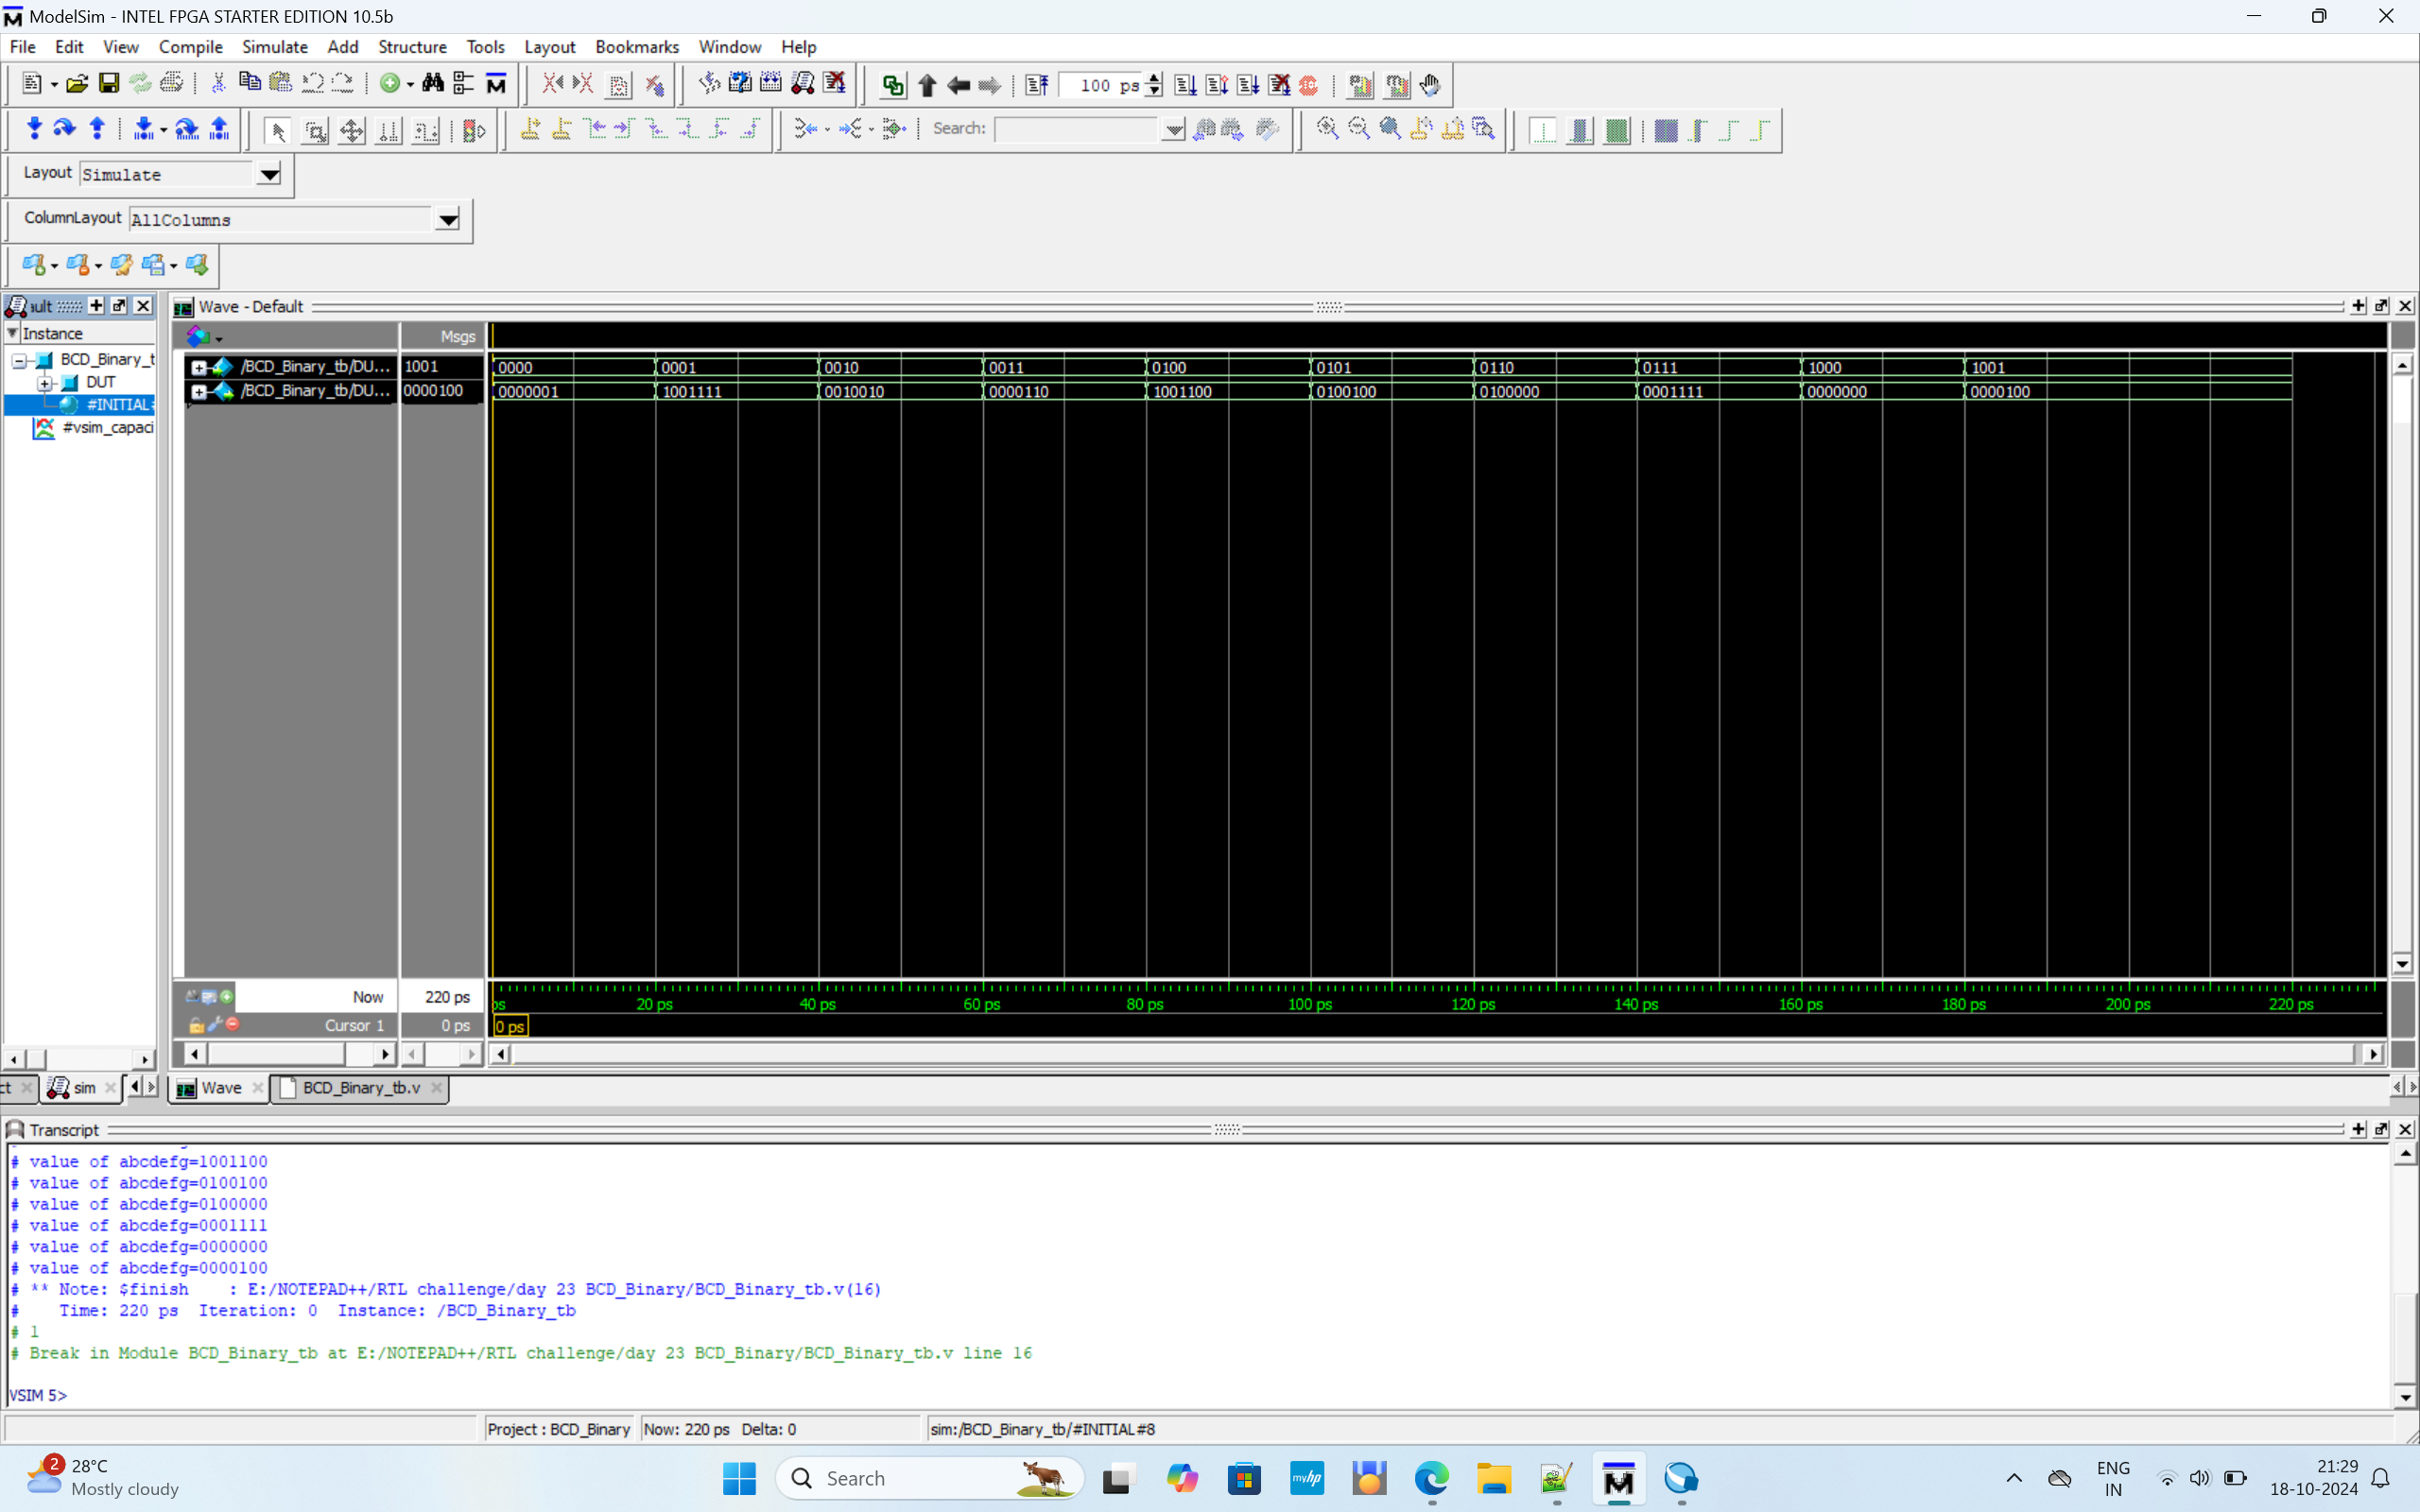 ModelSim - INTEL FPGA STARTER EDITION 10.5b
File Edit View Compile Simulate Add Structure Tools Layout Bookmarks Window Help
100 ps
Search:
Layout Simulate
ColumnLayout AllColumns
Wave - Default
Instance
Msgs
BCD_Binary_t
DUT
#INITIAL#
#vsim_capaci
/BCD_Binary_tb/DU... 1001 0000 0001 0010 0011 0100 0101 0110 0111 1000 1001
/BCD_Binary_tb/DU... 0000100 0000001 1001111 0010010 0000110 1001100 0100100 0100000 0001111 0000000 0000100
Now 220 ps
ps 20 ps 40 ps 60 ps 80 ps 100 ps 120 ps 140 ps 160 ps 180 ps 200 ps 220 ps
Cursor 1 0 ps 0 ps
ct sim Wave BCD_Binary_tb.v
Transcript
# value of abcdefg=1001100
# value of abcdefg=0100100
# value of abcdefg=0100000
# value of abcdefg=0001111
# value of abcdefg=0000000
# value of abcdefg=0000100
# ** Note: $finish    : E:/NOTEPAD++/RTL challenge/day 23 BCD_Binary/BCD_Binary_tb.v(16)
#    Time: 220 ps  Iteration: 0  Instance: /BCD_Binary_tb
# 1
# Break in Module BCD_Binary_tb at E:/NOTEPAD++/RTL challenge/day 23 BCD_Binary/BCD_Binary_tb.v line 16
VSIM 5>
Project : BCD_Binary Now: 220 ps Delta: 0 sim:/BCD_Binary_tb/#INITIAL#8
2
28°C
Mostly cloudy
Search
myhp
ENG
IN
21:29
18-10-2024